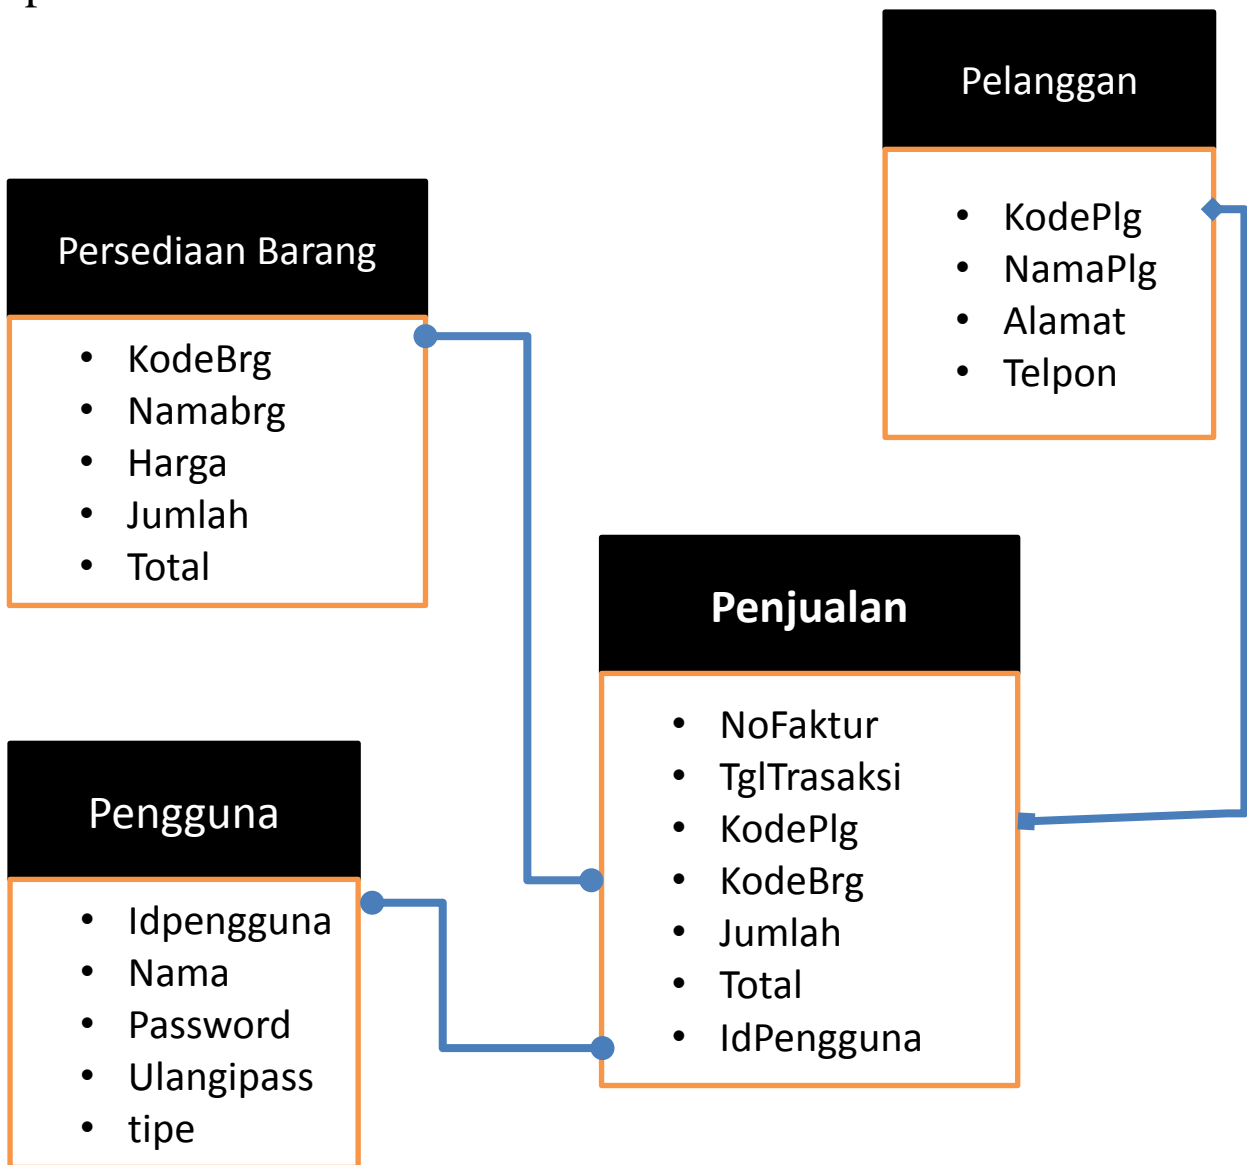 Pelanggan
• KodePlg
• NamaPlg
• Alamat
• Telpon
Persediaan Barang
• KodeBrg
• Namabrg
• Harga
• Jumlah
• Total
Penjualan
• NoFaktur
• TglTrasaksi
• KodePlg
• KodeBrg
• Jumlah
• Total
• IdPengguna
Pengguna
• Idpengguna
• Nama
• Password
• Ulangipass
• tipe